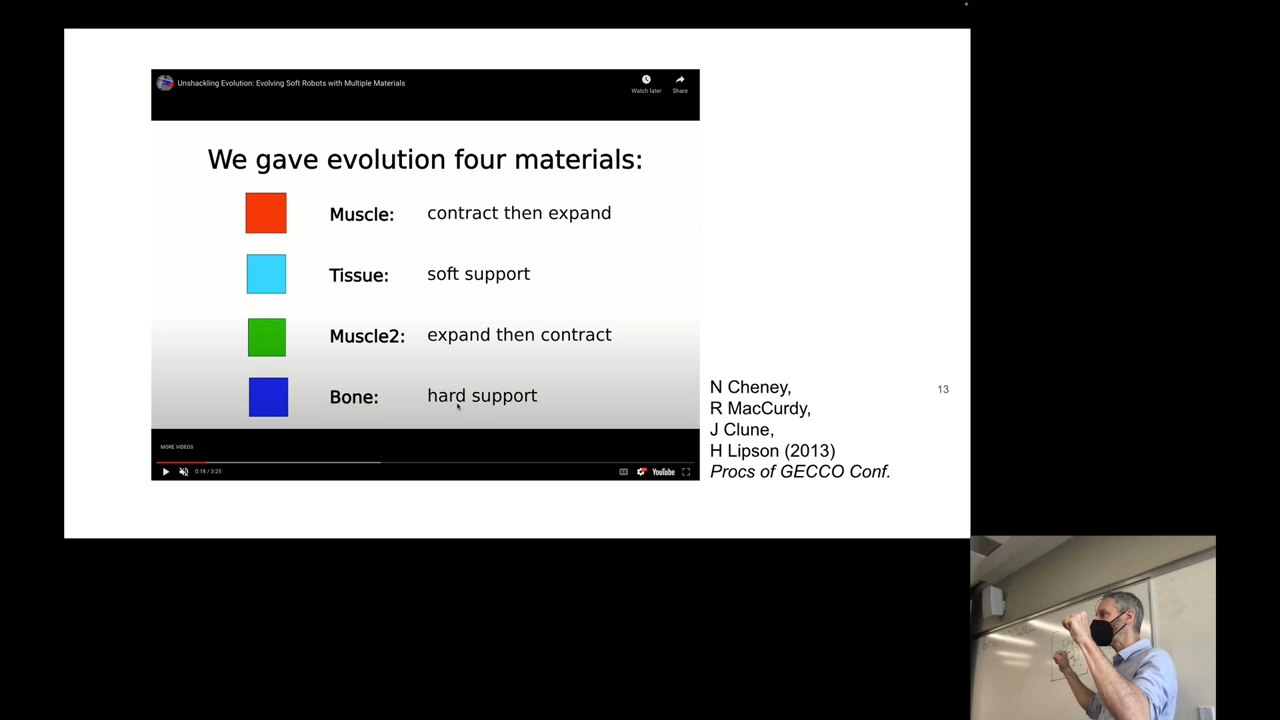 Unshackling Evolution: Evolving Soft Robots with Multiple Materials
Watch later
Share
We gave evolution four materials:
Muscle: contract then expand
Tissue: soft support
Muscle2: expand then contract
Bone: hard support
MORE VIDEOS
0:18 / 3:25
YouTube
N Cheney,
R MacCurdy,
J Clune,
H Lipson (2013)
Procs of GECCO Conf.
13